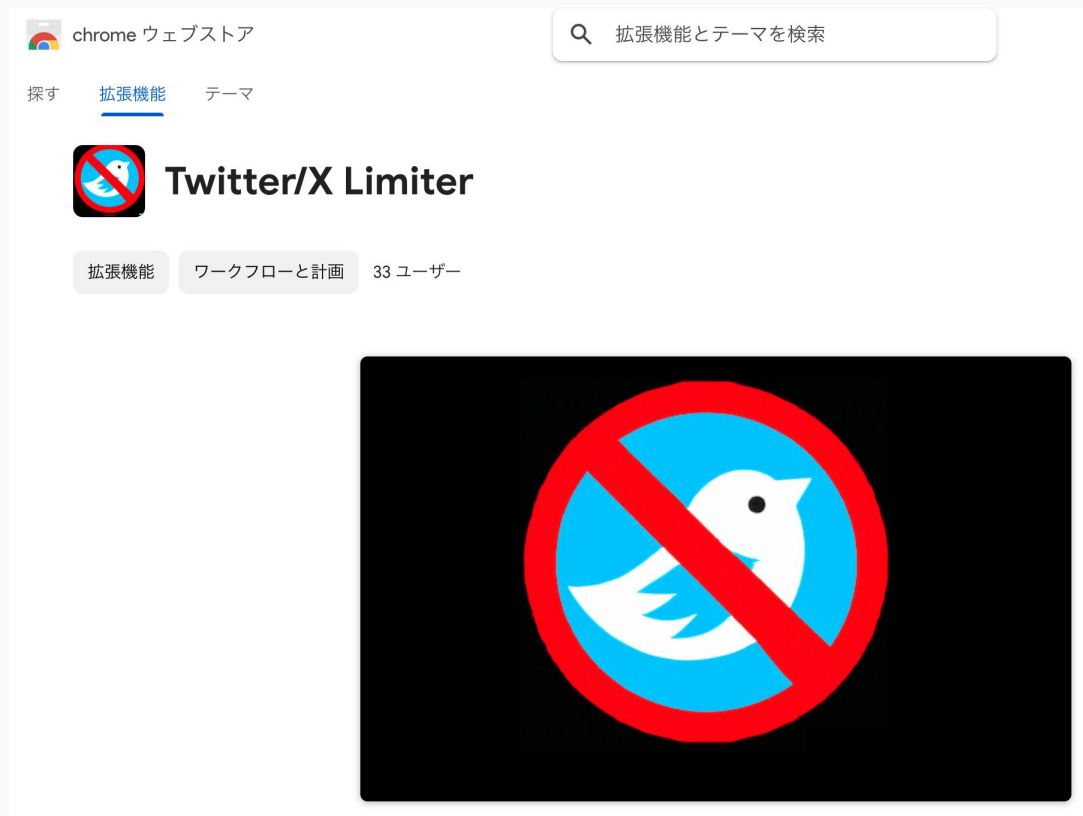 chrome ウェブストア
拡張機能とテーマを検索
探す 拡張機能 テーマ
Twitter/X Limiter
拡張機能 ワークフローと計画 33 ユーザー